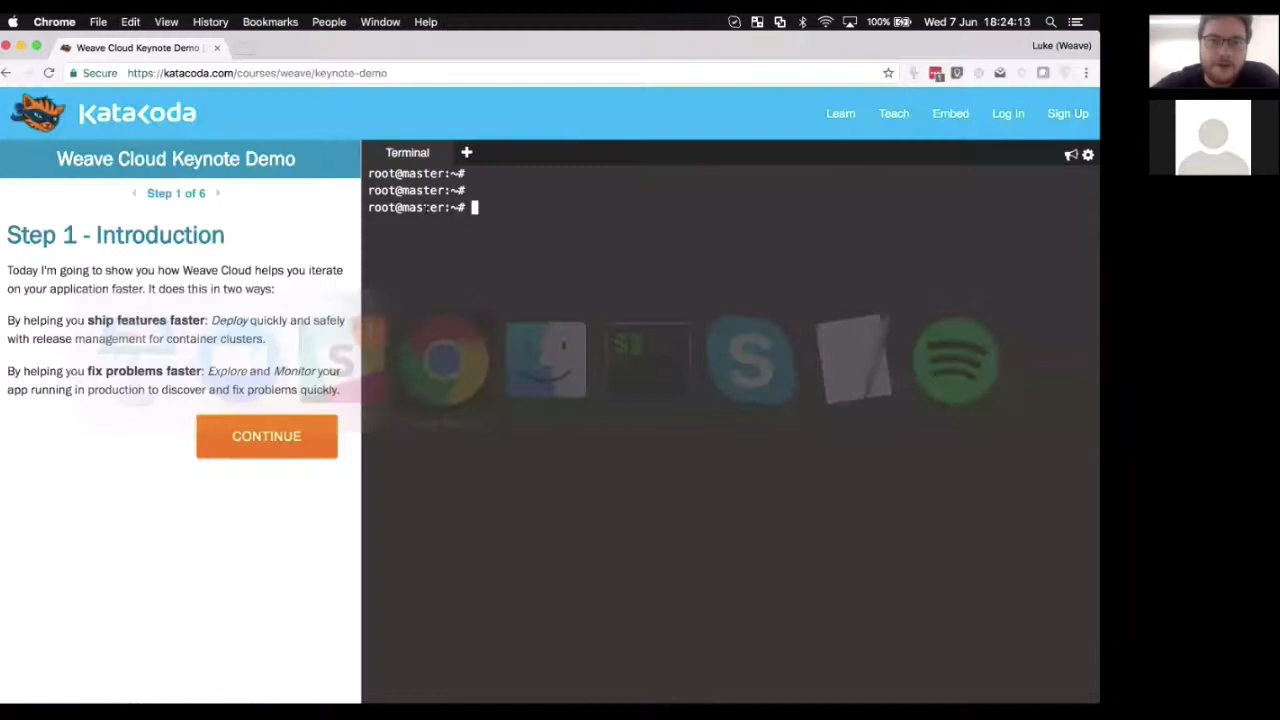 Chrome File Edit View History Bookmarks People Window Help 100% Wed 7 Jun 18:24:13
Weave Cloud Keynote Demo
Luke (Weave)
Secure https://katacoda.com/courses/weave/keynote-demo
KataKoda Learn Teach Embed Log In Sign Up
Weave Cloud Keynote Demo
Step 1 of 6
Step 1 - Introduction
Today I'm going to show you how Weave Cloud helps you iterate
on your application faster. It does this in two ways:
By helping you ship features faster: Deploy quickly and safely
with release management for container clusters.
By helping you fix problems faster: Explore and Monitor your
app running in production to discover and fix problems quickly.
CONTINUE
Terminal
root@master:~#
root@master:~#
root@master:~#